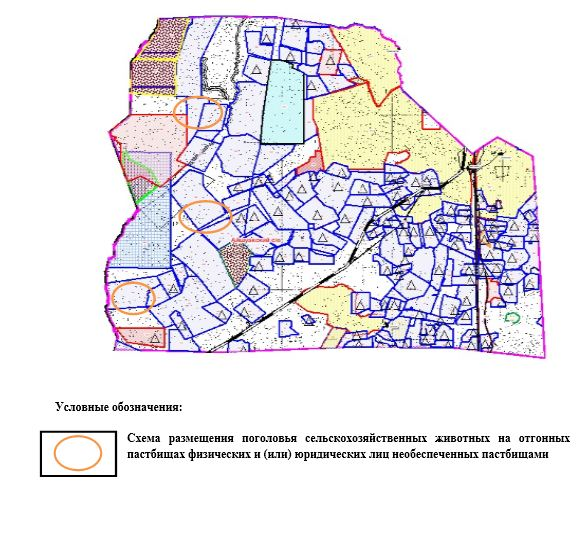 Условные обозначения:
Схема размещения поголовья сельскохозяйственных животных на отгонных
пастбищах физических и (или) юридических лиц необеспеченных пастбищами